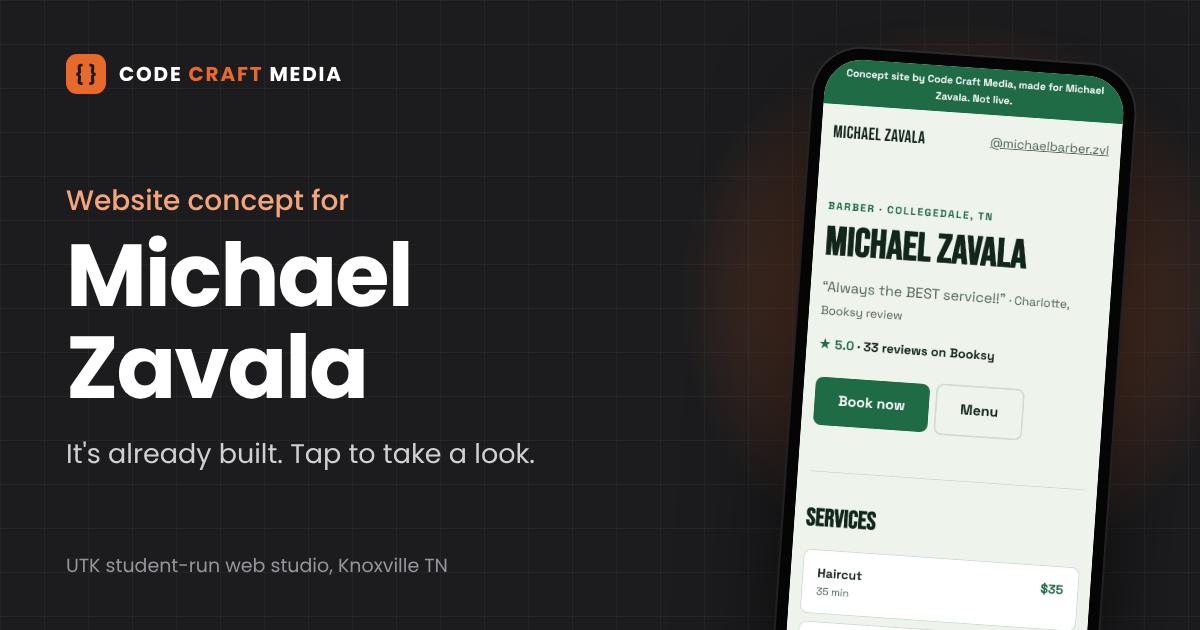 { } CODE CRAFT MEDIA
Website concept for
Michael
Zavala
It's already built. Tap to take a look.
UTK student-run web studio, Knoxville TN
Concept site by Code Craft Media, made for Michael
Zavala. Not live.
MICHAEL ZAVALA
@michaelbarber.zvl
BARBER · COLLEGEDALE, TN
MICHAEL ZAVALA
“Always the BEST service!!” · Charlotte,
Booksy review
★ 5.0 · 33 reviews on Booksy
Book now
Menu
SERVICES
Haircut
$35
35 min